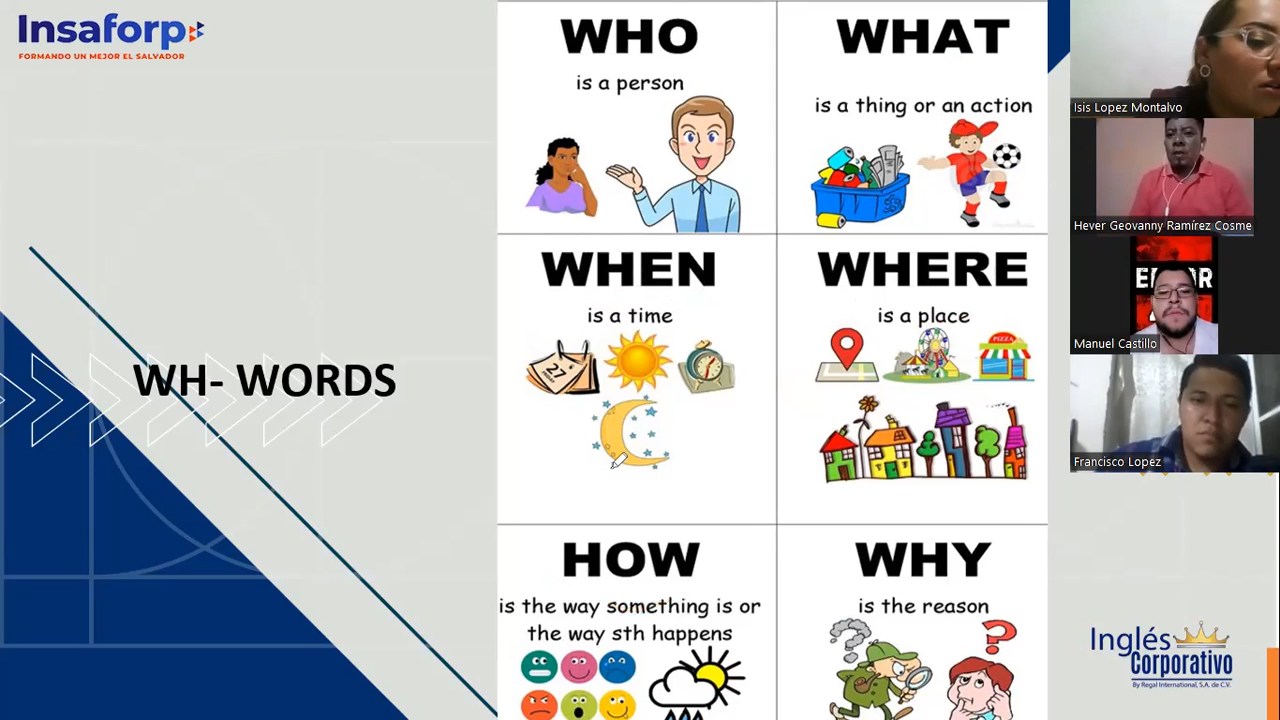 Insaforp
FORMANDO UN MEJOR EL SALVADOR
WH- WORDS
WHO
is a person
WHAT
is a thing or an action
WHEN
is a time
27
WHERE
is a place
PIZZA
HOW
is the way something is or
the way sth happens
WHY
is the reason
Isis Lopez Montalvo
Hever Geovanny Ramírez Cosme
Manuel Castillo
Francisco Lopez
Inglés
Corporativo
By Regal International, S.A. de C.V.